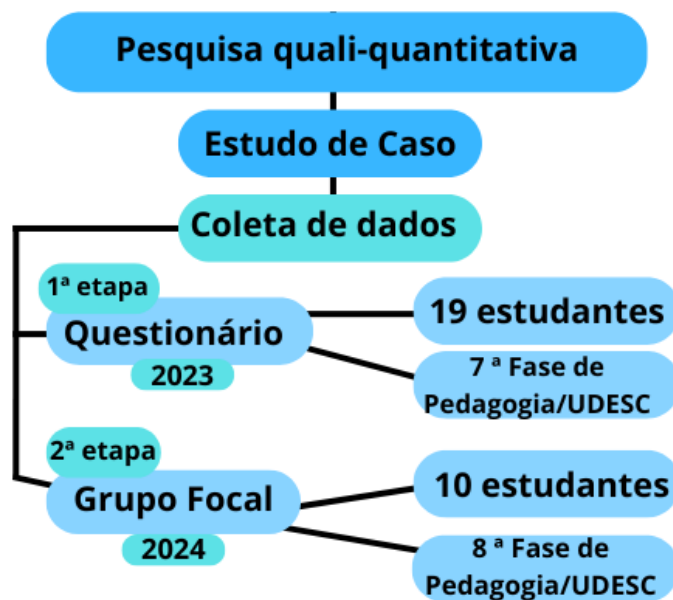 Pesquisa quali-quantitativa
Estudo de Caso
Coleta de dados
1ª etapa
Questionário
2023
19 estudantes
7 ª Fase de
Pedagogia/UDESC
2ª etapa
Grupo Focal
2024
10 estudantes
8 ª Fase de
Pedagogia/UDESC